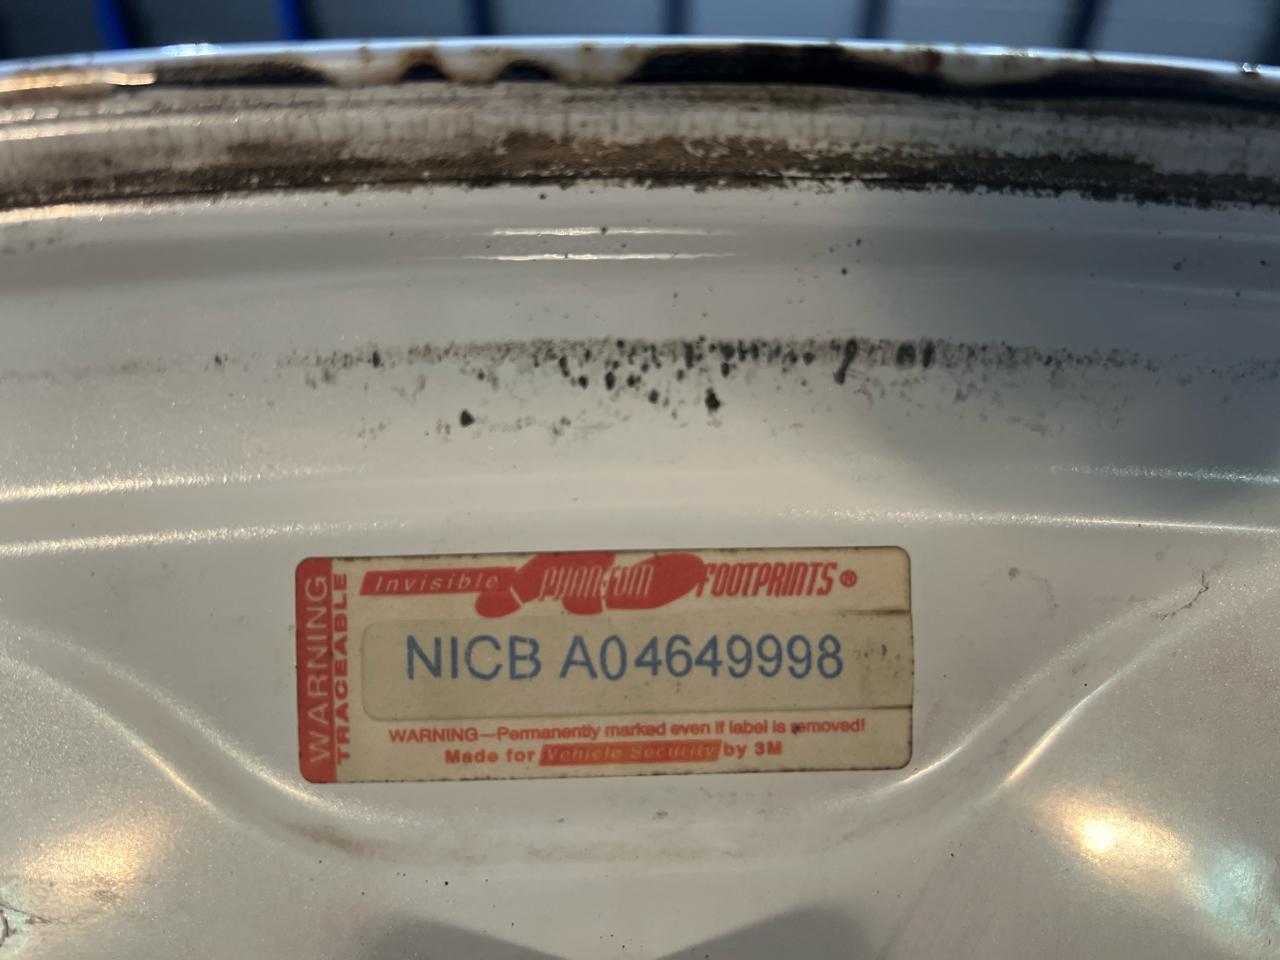 WARNING
TRACEABLE
Invisible PHANTOM FOOTPRINTS®
NICB A04649998
WARNING—Permanently marked even if label is removed!
Made for Vehicle Security by 3M